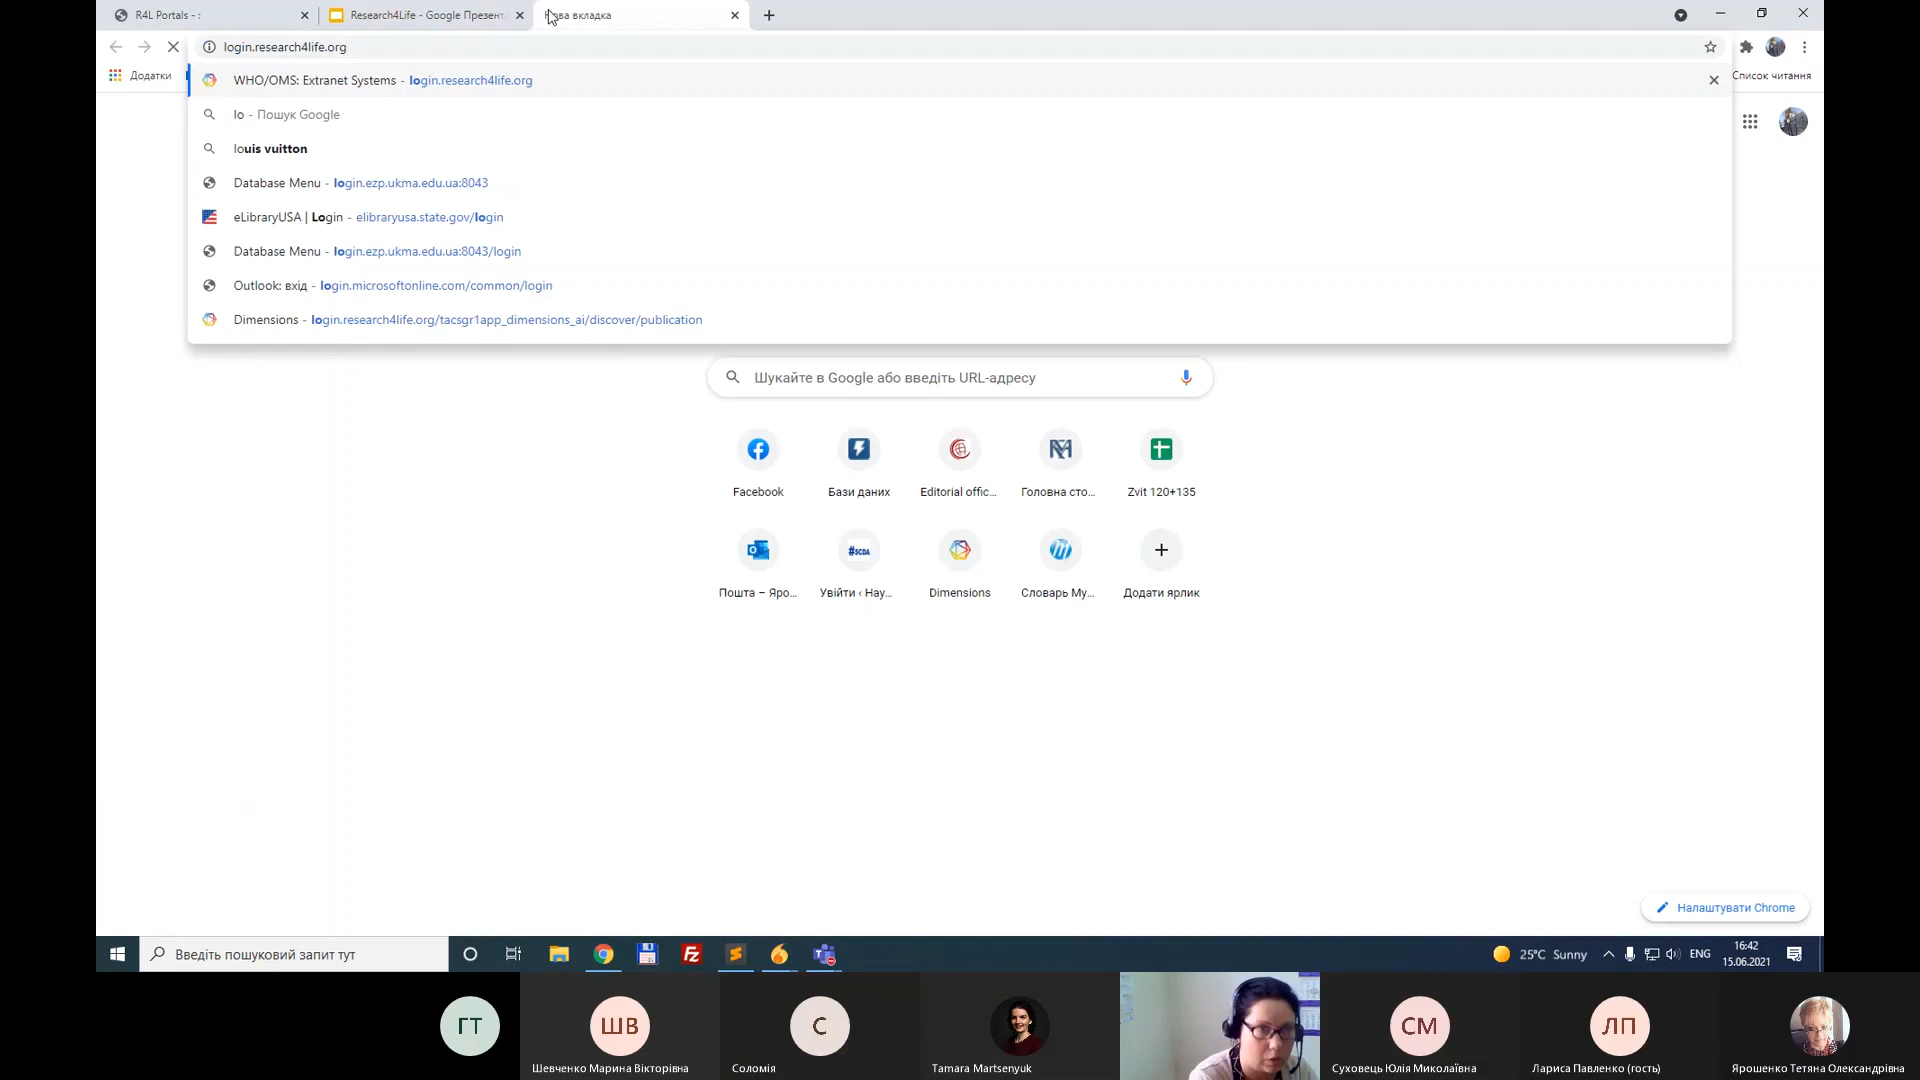 R4L Portals - :
Research4Life - Google Презент
ова вкладка
login.research4life.org
Додатки
Список читання
WHO/OMS: Extranet Systems - login.research4life.org
lo - Пошук Google
louis vuitton
Database Menu - login.ezp.ukma.edu.ua:8043
eLibraryUSA | Login - elibraryusa.state.gov/login
Database Menu - login.ezp.ukma.edu.ua:8043/login
Outlook: вхід - login.microsoftonline.com/common/login
Dimensions - login.research4life.org/tacsgr1app_dimensions_ai/discover/publication
Шукайте в Google або введіть URL-адресу
Facebook
Бази даних
Editorial offic...
Головна сто...
Zvit 120+135
#SCDA
Пошта – Яро...
Увійти ‹ Нау...
Dimensions
Словарь Му...
Додати ярлик
Налаштувати Chrome
Введіть пошуковий запит тут
25°C Sunny
ENG
16:42
15.06.2021
ГТ
ШВ
С
СМ
ЛП
Шевченко Марина Вікторівна
Соломія
Tamara Martsenyuk
Суховець Юлія Миколаївна
Лариса Павленко (гость)
Ярошенко Тетяна Олександрівна